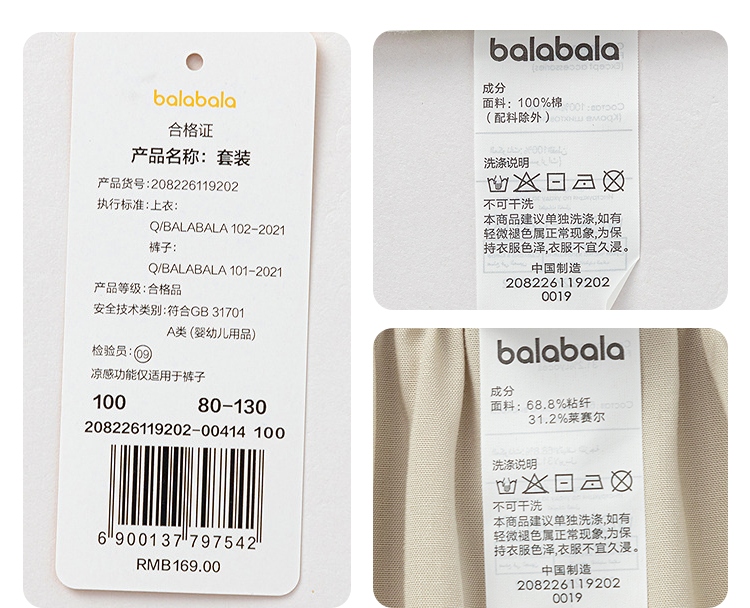 balabala
合格证
产品名称：套装
产品货号：208226119202
执行标准：上衣：
Q/BALABALA 102-2021
裤子：
Q/BALABALA 101-2021
产品等级：合格品
安全技术类别：符合GB 31701
A类（婴幼儿用品）
检验员：09
凉感功能仅适用于裤子
100 80-130
208226119202-00414 100
6 900137 797542
RMB169.00
balabala
成分
面料：100%棉
（配料除外）
洗涤说明
不可干洗
本商品建议单独洗涤，如有
轻微褪色属正常现象，为保
持衣服色泽，衣服不宜久浸。
中国制造
208226119202
0019
balabala
成分
面料：68.8%粘纤
31.2%莱赛尔
洗涤说明
不可干洗
本商品建议单独洗涤，如有
轻微褪色属正常现象，为保
持衣服色泽，衣服不宜久浸。
中国制造
208226119202
0019